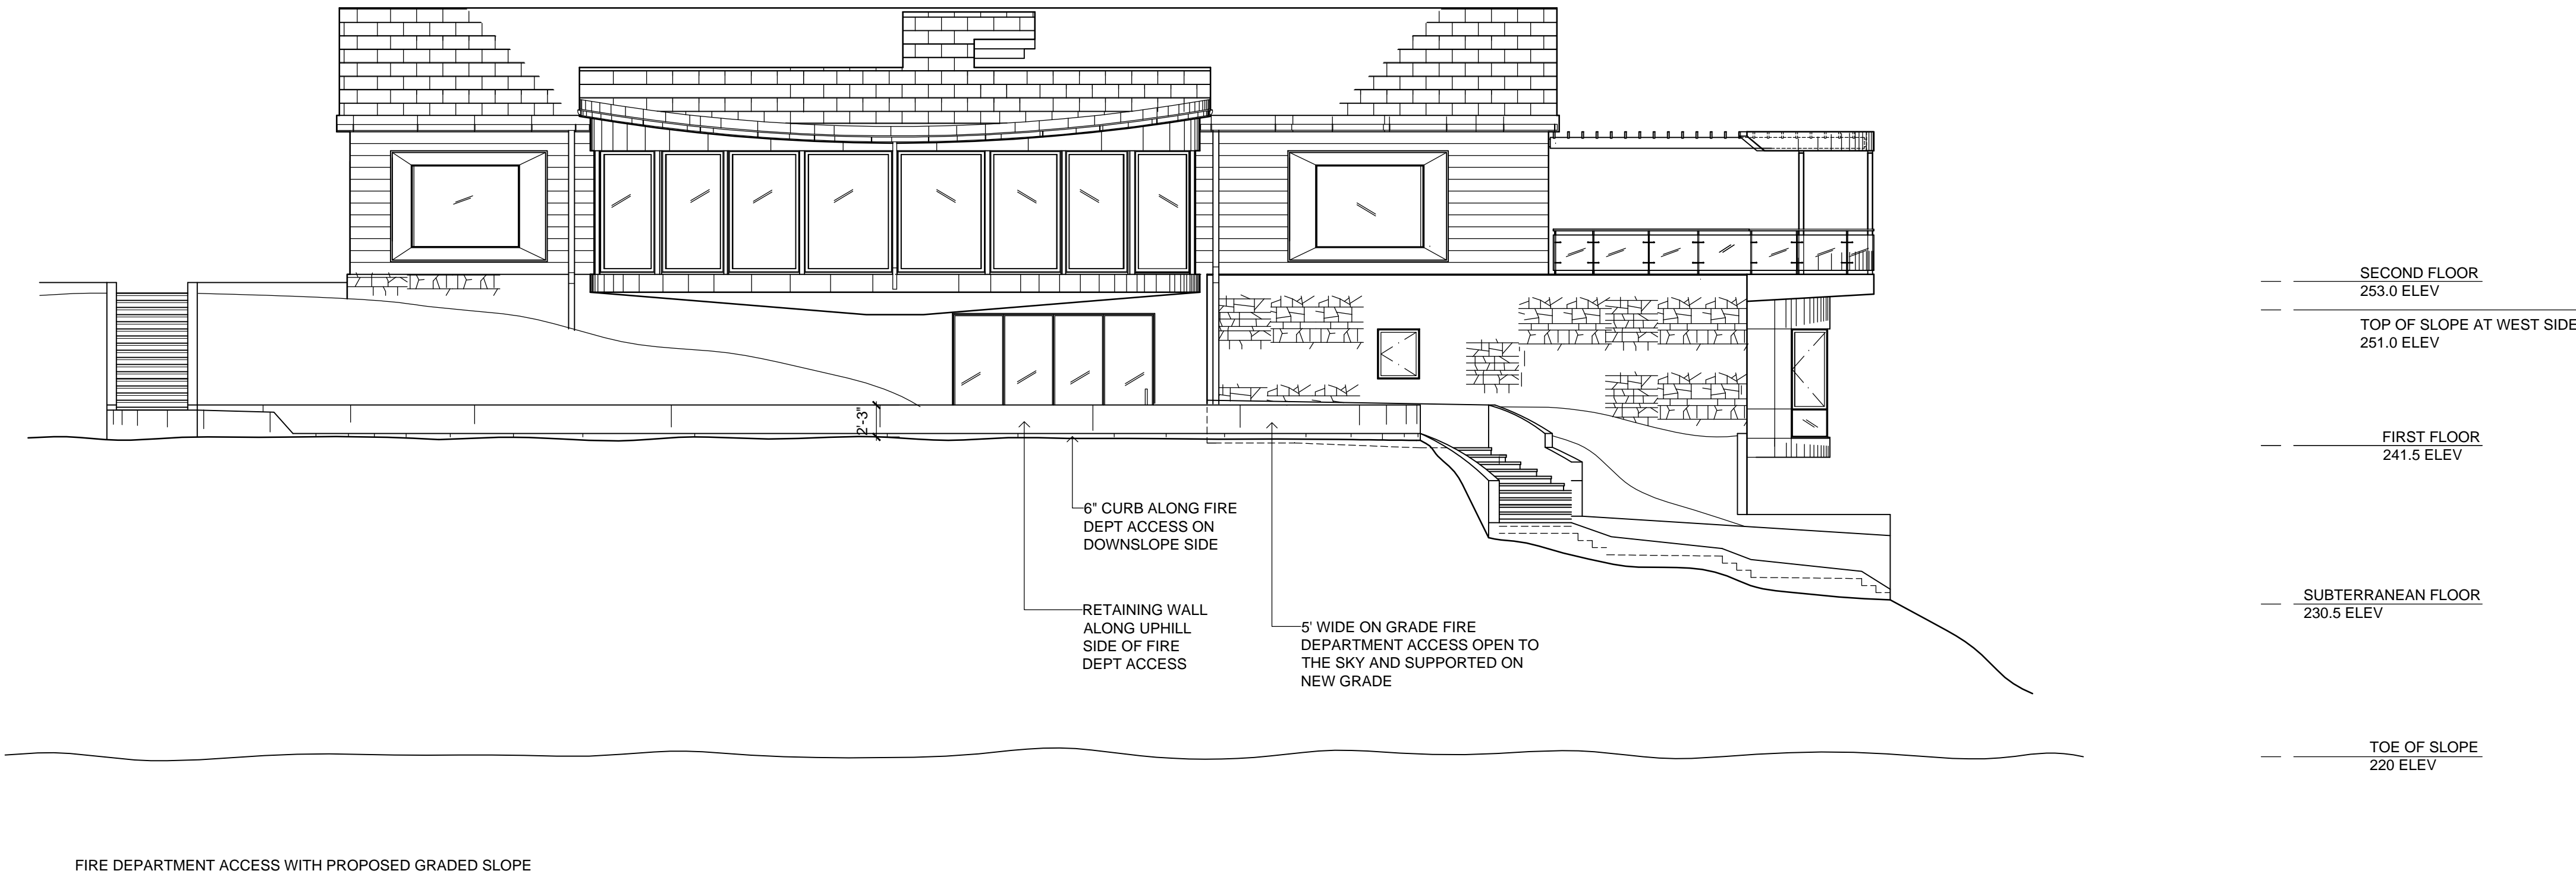 SECOND FLOOR
253.0 ELEV
TOP OF SLOPE AT WEST SIDE
251.0 ELEV
2'-3"
FIRST FLOOR
241.5 ELEV
6" CURB ALONG FIRE
DEPT ACCESS ON
DOWNSLOPE SIDE
RETAINING WALL
ALONG UPHILL
SIDE OF FIRE
DEPT ACCESS
5' WIDE ON GRADE FIRE
DEPARTMENT ACCESS OPEN TO
THE SKY AND SUPPORTED ON
NEW GRADE
SUBTERRANEAN FLOOR
230.5 ELEV
TOE OF SLOPE
220 ELEV
FIRE DEPARTMENT ACCESS WITH PROPOSED GRADED SLOPE